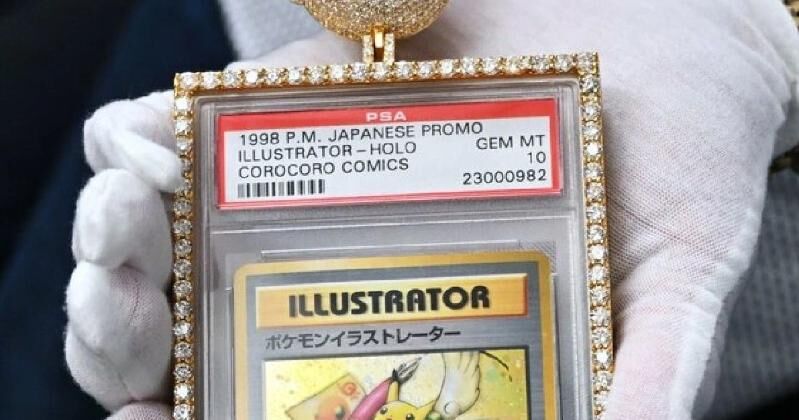 PSA
1998 P.M. JAPANESE PROMO
ILLUSTRATOR - HOLO
GEM MT
COROCORO COMICS
10
23000982
ILLUSTRATOR
ポケモンイラストレーター